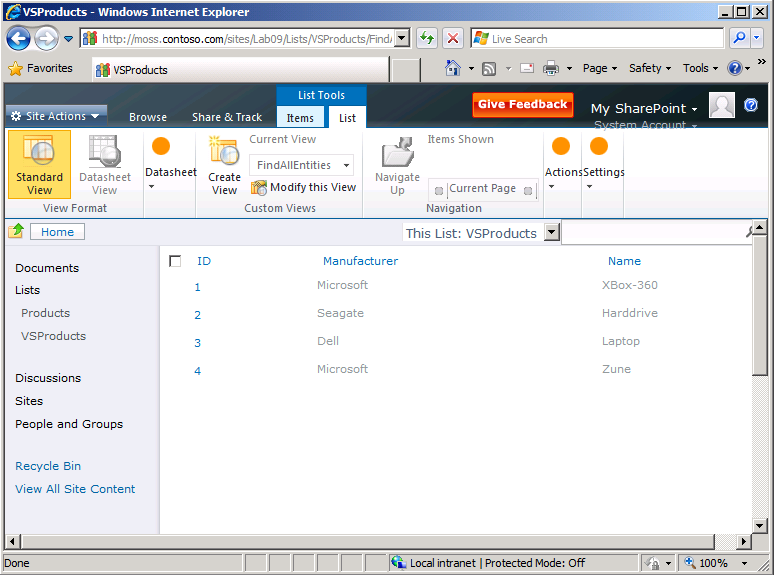 VSProducts - Windows Internet Explorer
http://moss.contoso.com/sites/Lab09/Lists/VSProducts/Find
Live Search
Favorites
VSProducts
Page
Safety
Tools
List Tools
Site Actions
Browse
Share & Track
Items
List
Give Feedback
My SharePoint
System Account
Standard View
Datasheet View
View Format
Datasheet
Create View
Current View
FindAllEntities
Modify this View
Custom Views
Navigate Up
Items Shown
Current Page
Navigation
Actions
Settings
Home
This List: VSProducts
Documents
Lists
Products
VSProducts
Discussions
Sites
People and Groups
Recycle Bin
View All Site Content
ID Manufacturer Name
1 Microsoft XBox-360
2 Seagate Harddrive
3 Dell Laptop
4 Microsoft Zune
Done
Local intranet | Protected Mode: Off
100%